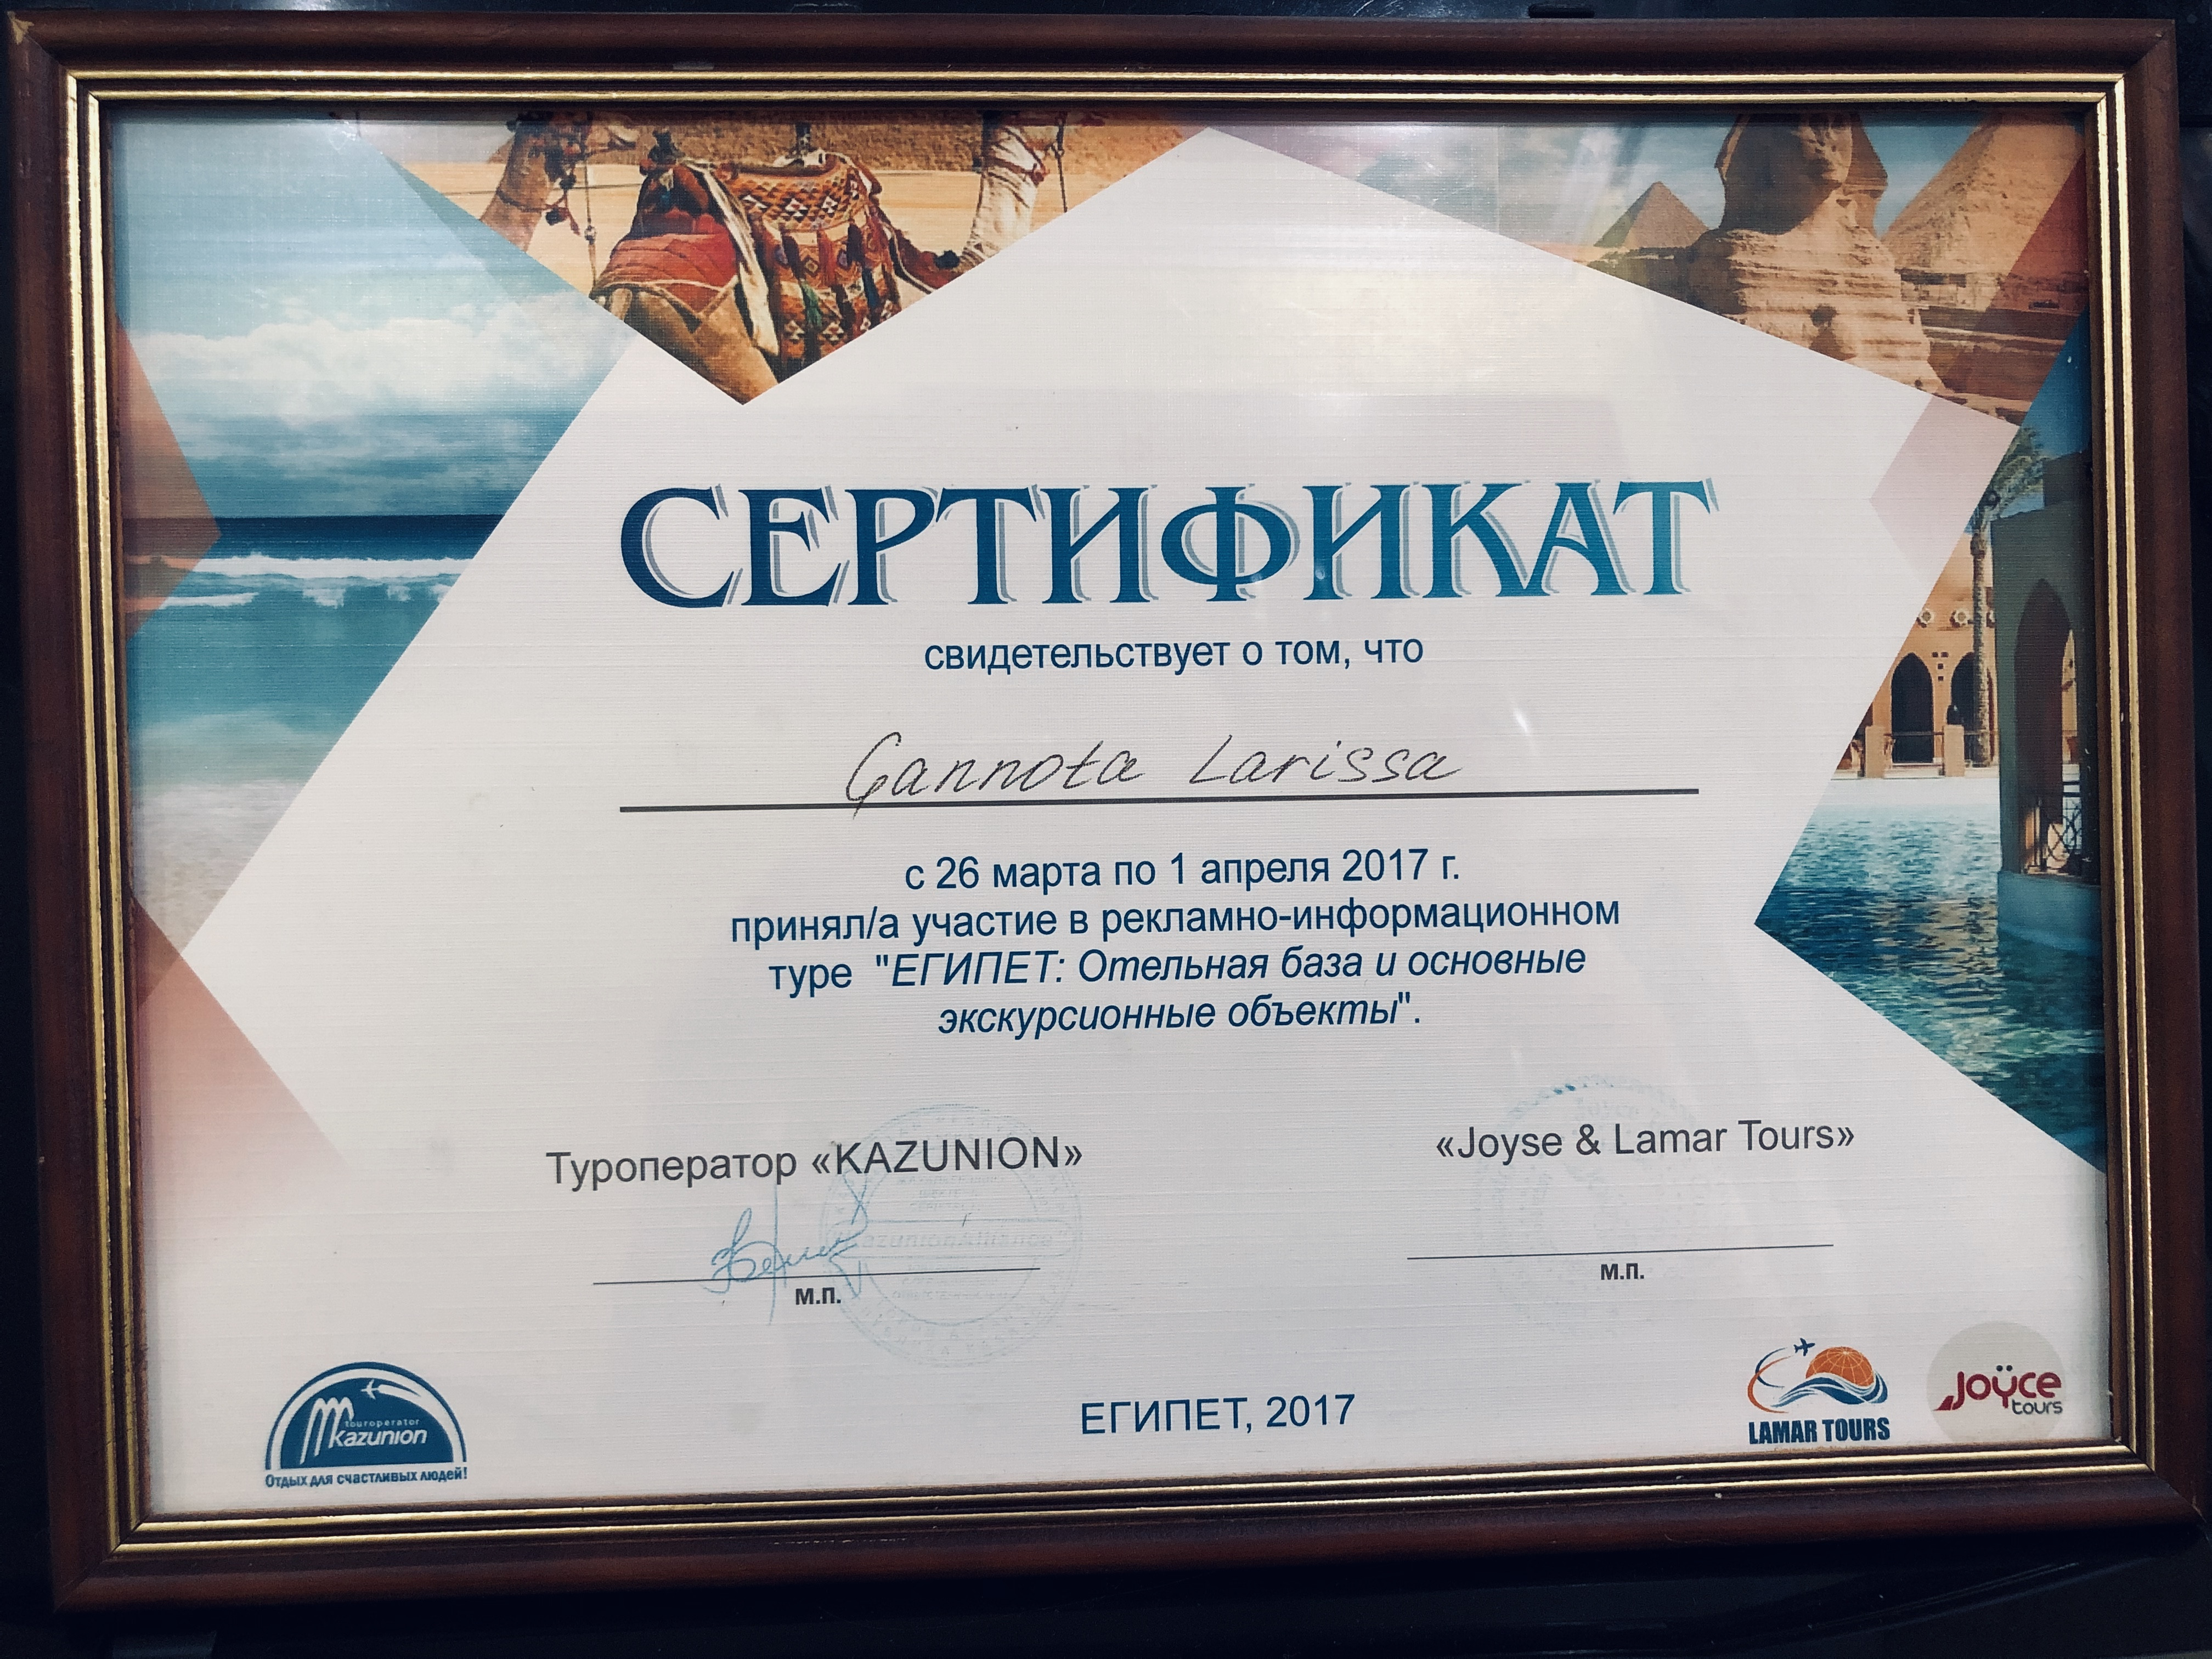 СЕРТИФИКАТ
свидетельствует о том, что
Gannota Larissa
с 26 марта по 1 апреля 2017 г.
принял/а участие в рекламно-информационном
туре "ЕГИПЕТ: Отельная база и основные
экскурсионные объекты".
Туроператор «KAZUNION»
«Joyse & Lamar Tours»
М.П.
М.П.
touroperator
kazunion
Отдых для счастливых людей!
ЕГИПЕТ, 2017
LAMAR TOURS
Joÿce
tours